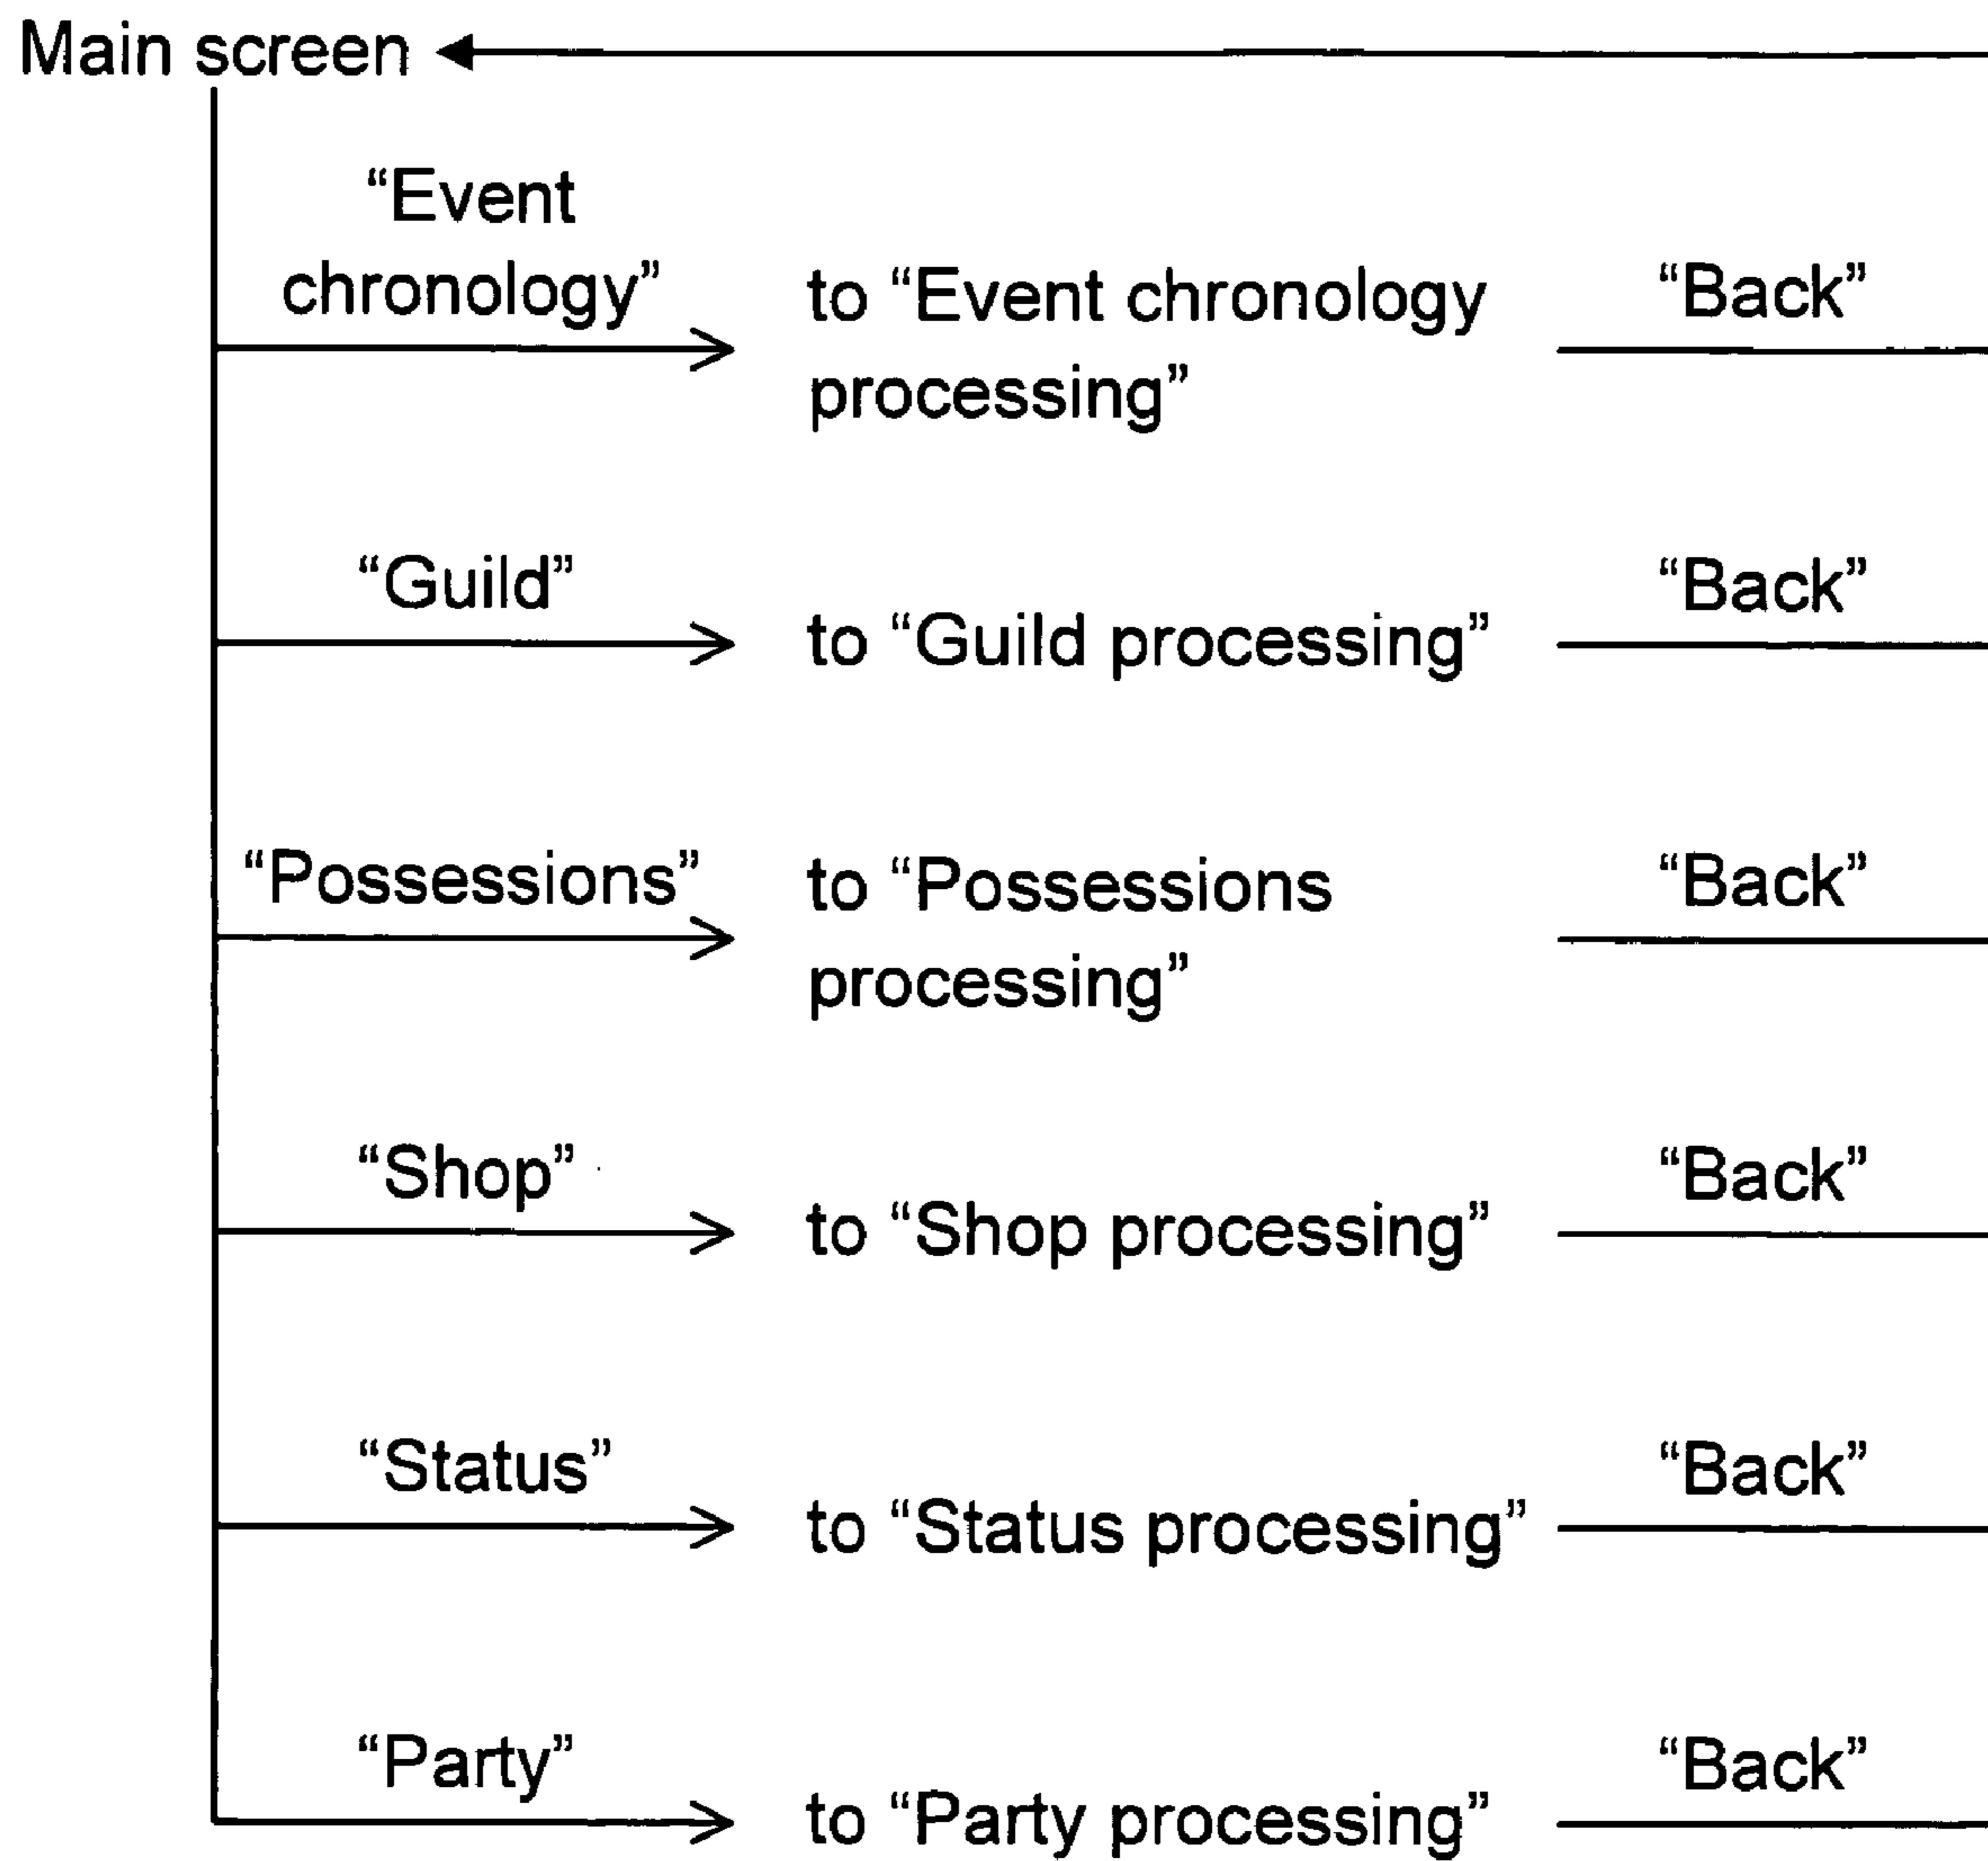 Main screen
“Event
chronology”
to “Event chronology
processing”
“Back”
“Guild”
to “Guild processing”
“Back”
“Possessions”
to “Possessions
processing”
“Back”
“Shop”
to “Shop processing”
“Back”
“Status”
to “Status processing”
“Back”
“Party”
to “Party processing”
“Back”